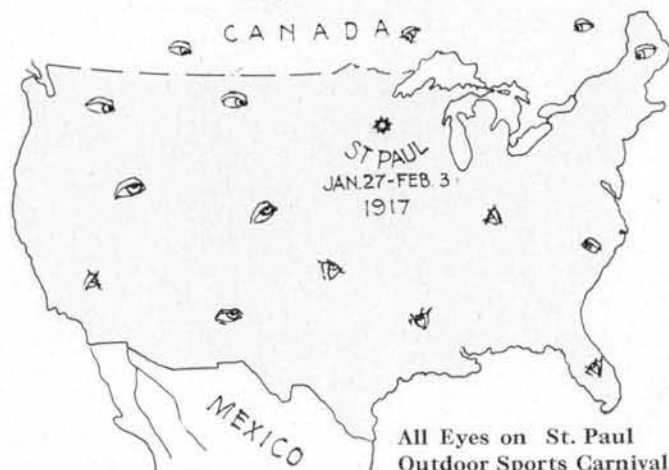 CANADA
ST PAUL
JAN.27-FEB.3
1917
MEXICO
All Eyes on St. Paul
Outdoor Sports Carnival